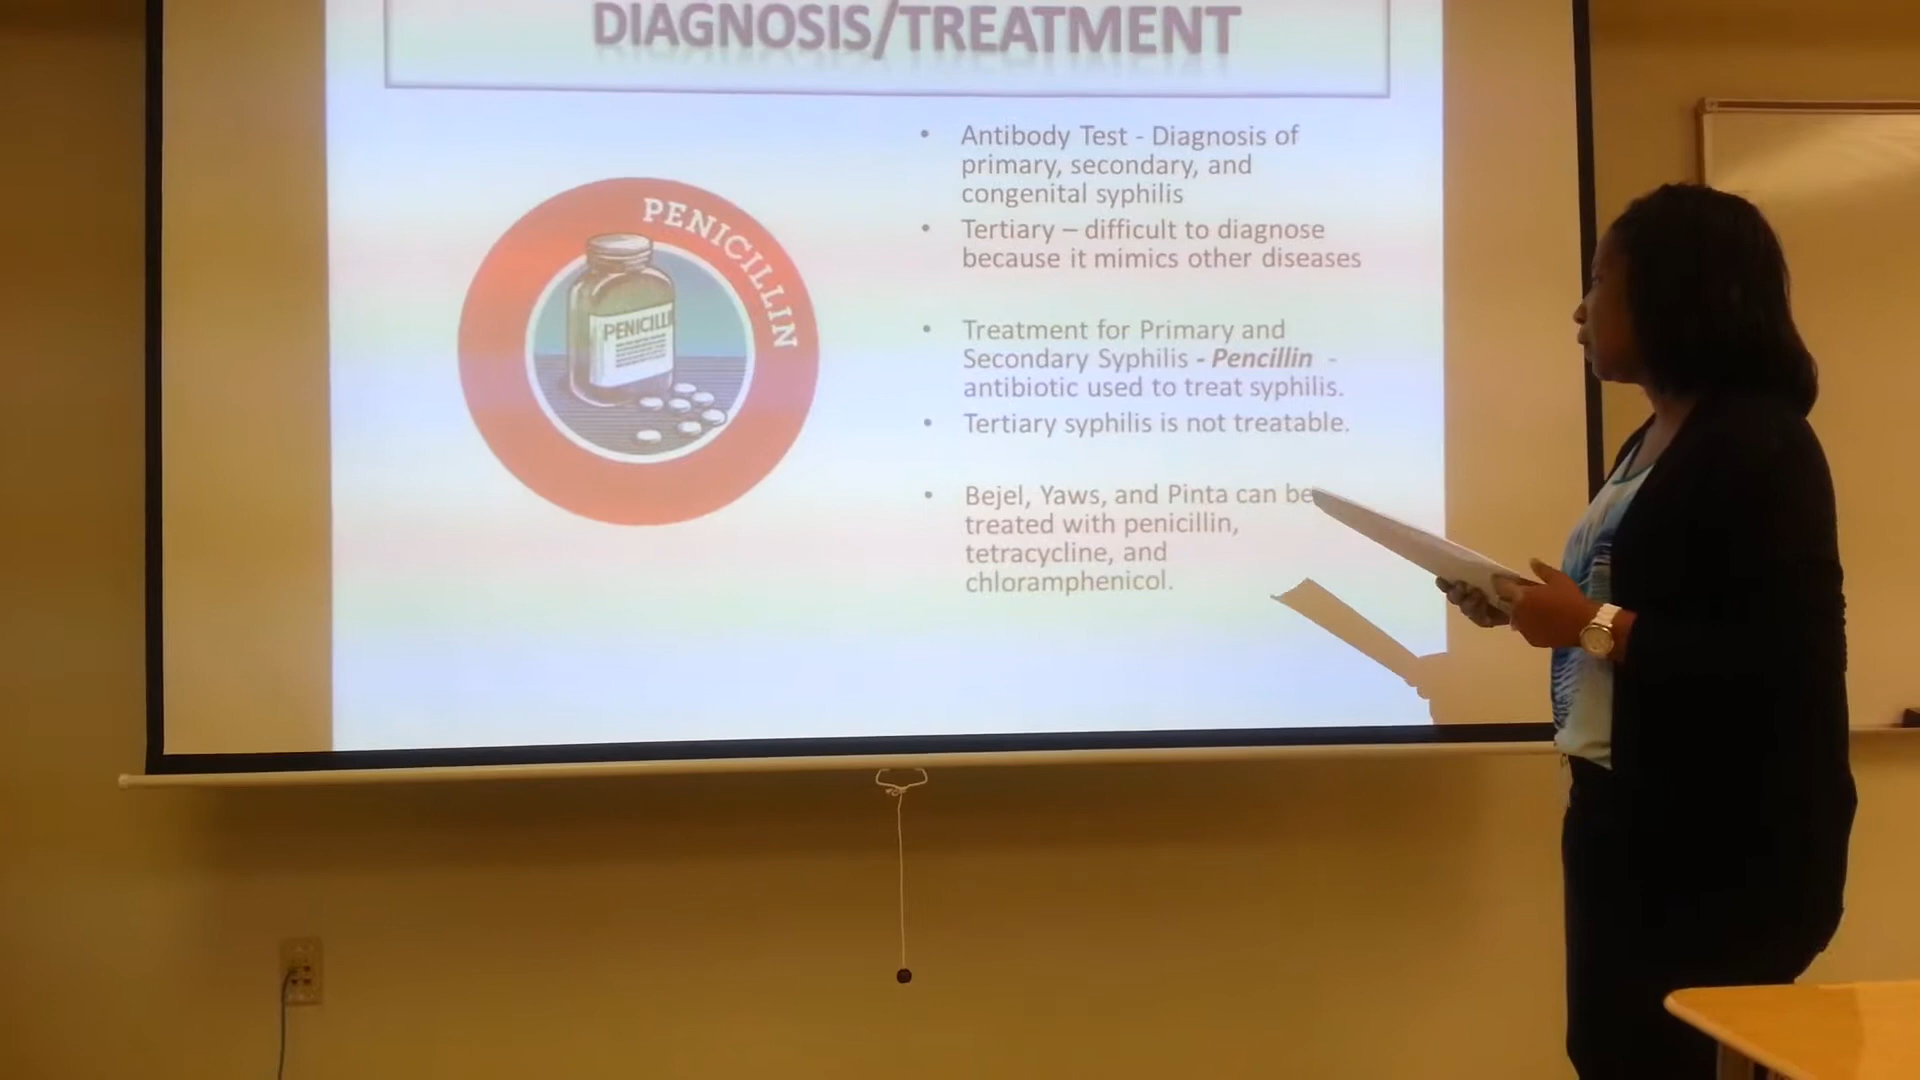 DIAGNOSIS/TREATMENT
PENICILLIN
PENICILLI
• Antibody Test - Diagnosis of
primary, secondary, and
congenital syphilis
• Tertiary – difficult to diagnose
because it mimics other diseases
• Treatment for Primary and
Secondary Syphilis - Pencillin -
antibiotic used to treat syphilis.
• Tertiary syphilis is not treatable.
• Bejel, Yaws, and Pinta can be
treated with penicillin,
tetracycline, and
chloramphenicol.